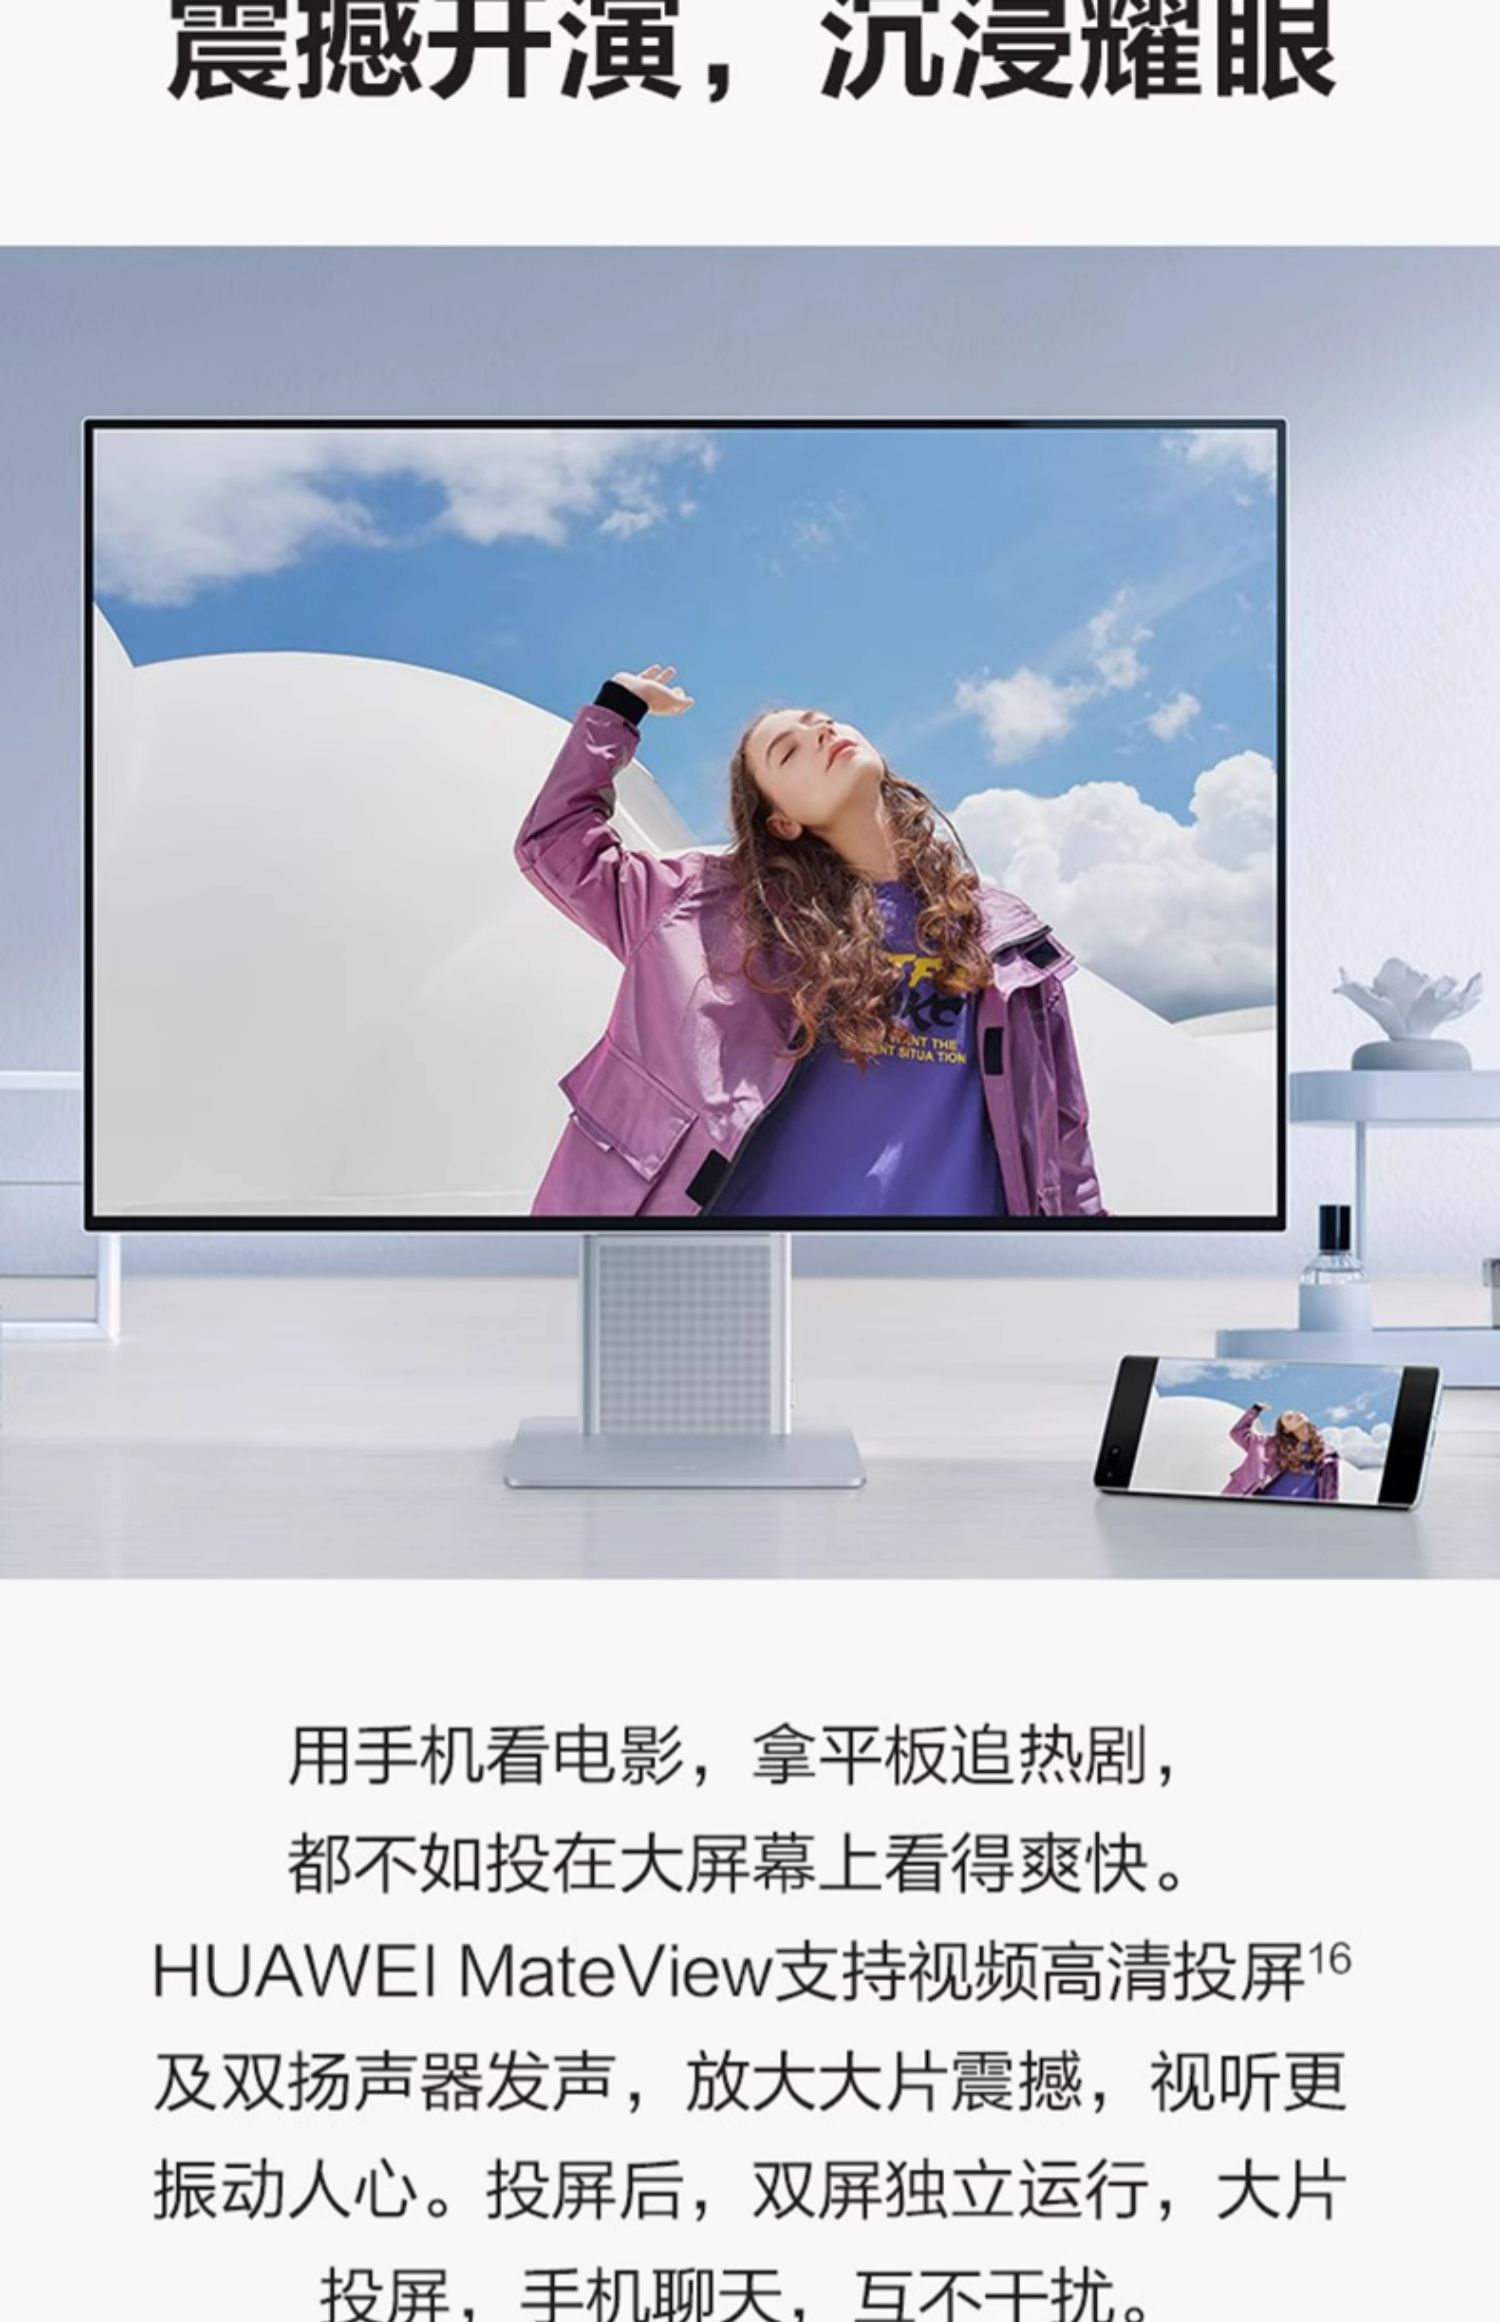 震撼开演，沉浸耀眼
WANT THE
ENT SITUA TION
用手机看电影，拿平板追热剧，
都不如投在大屏幕上看得爽快。
HUAWEI MateView支持视频高清投屏16
及双扬声器发声，放大大片震撼，视听更
振动人心。投屏后，双屏独立运行，大片
投屏，手机聊天，互不干扰。